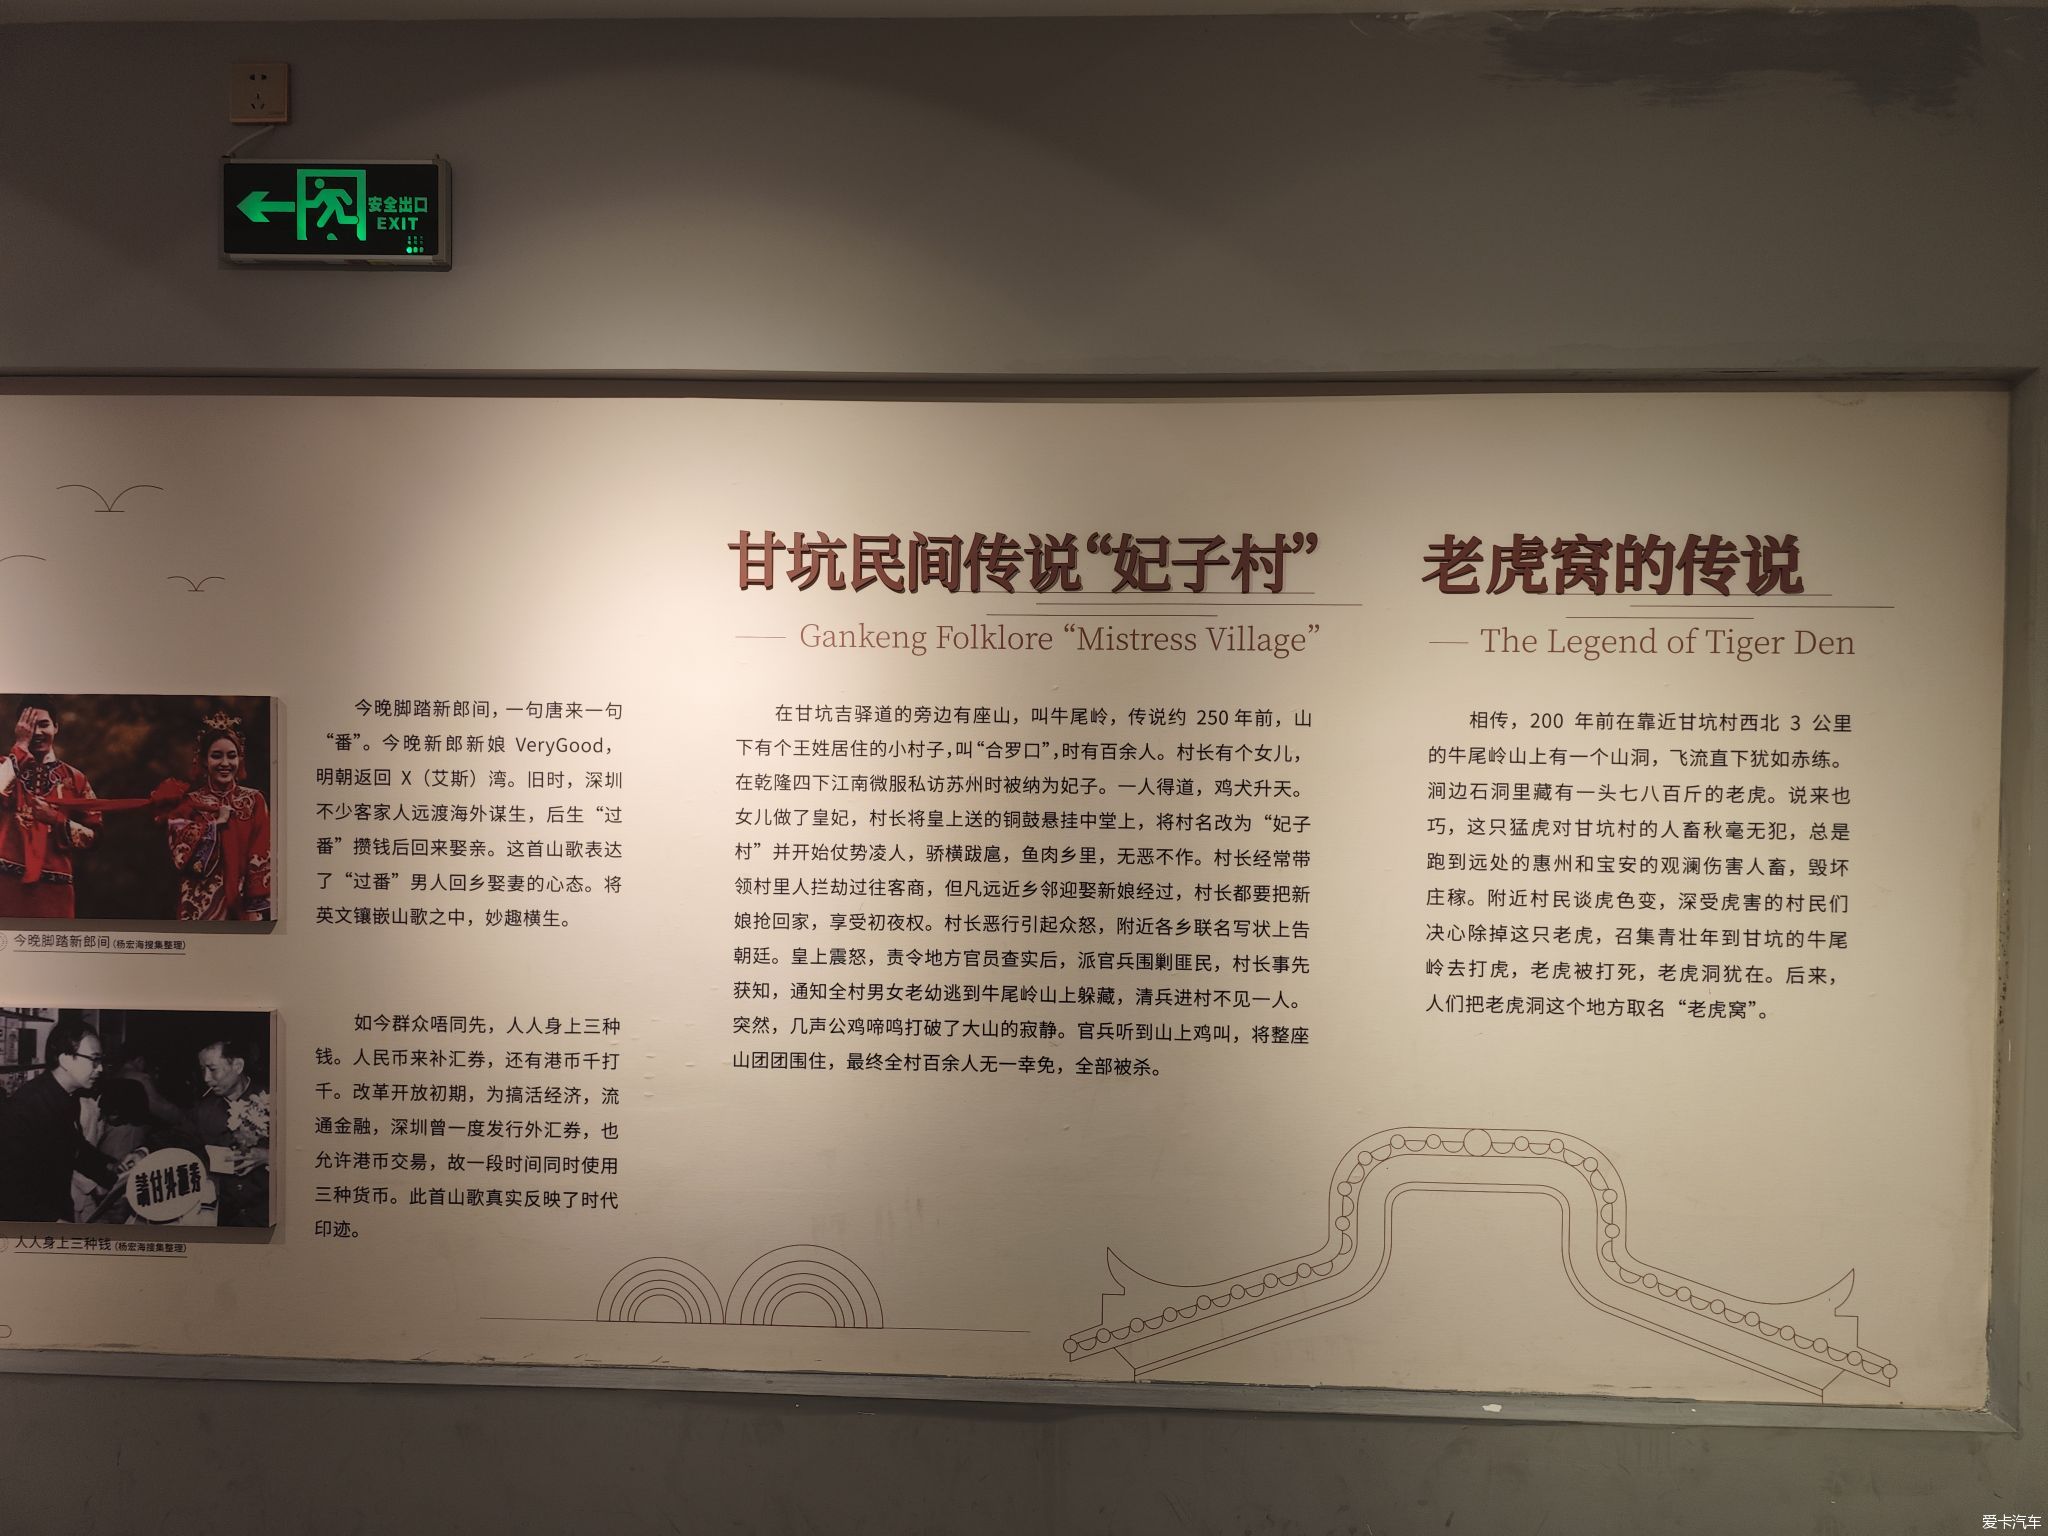 安全出口
EXIT
今晚脚踏新郎间，一句唐来一句
“番”。今晚新郎新娘 VeryGood，
明朝返回 X（艾斯）湾。旧时，深圳
不少客家人远渡海外谋生，后生“过
番”攒钱后回来娶亲。这首山歌表达
了“过番”男人回乡娶妻的心态。将
英文镶嵌山歌之中，妙趣横生。
今晚脚踏新郎间（杨宏海搜集整理）
請付外匯券
如今群众唔同先，人人身上三种
钱。人民币来补汇券，还有港币千打
千。改革开放初期，为搞活经济，流
通金融，深圳曾一度发行外汇券，也
允许港币交易，故一段时间同时使用
三种货币。此首山歌真实反映了时代
印迹。
人人身上三种钱（杨宏海搜集整理）
甘坑民间传说“妃子村”
Gankeng Folklore “Mistress Village”
在甘坑吉驿道的旁边有座山，叫牛尾岭，传说约 250 年前，山
下有个王姓居住的小村子，叫“合罗口”，时有百余人。村长有个女儿，
在乾隆四下江南微服私访苏州时被纳为妃子。一人得道，鸡犬升天。
女儿做了皇妃，村长将皇上送的铜鼓悬挂中堂上，将村名改为“妃子
村”并开始仗势凌人，骄横跋扈，鱼肉乡里，无恶不作。村长经常带
领村里人拦劫过往客商，但凡远近乡邻迎娶新娘经过，村长都要把新
娘抢回家，享受初夜权。村长恶行引起众怒，附近各乡联名写状上告
朝廷。皇上震怒，责令地方官员查实后，派官兵围剿匪民，村长事先
获知，通知全村男女老幼逃到牛尾岭山上躲藏，清兵进村不见一人。
突然，几声公鸡啼鸣打破了大山的寂静。官兵听到山上鸡叫，将整座
山团团围住，最终全村百余人无一幸免，全部被杀。
老虎窝的传说
The Legend of Tiger Den
相传，200 年前在靠近甘坑村西北 3 公里
的牛尾岭山上有一个山洞，飞流直下犹如赤练。
涧边石洞里藏有一头七八百斤的老虎。说来也
巧，这只猛虎对甘坑村的人畜秋毫无犯，总是
跑到远处的惠州和宝安的观澜伤害人畜，毁坏
庄稼。附近村民谈虎色变，深受虎害的村民们
决心除掉这只老虎，召集青壮年到甘坑的牛尾
岭去打虎，老虎被打死，老虎洞犹在。后来，
人们把老虎洞这个地方取名“老虎窝”。
爱卡汽车